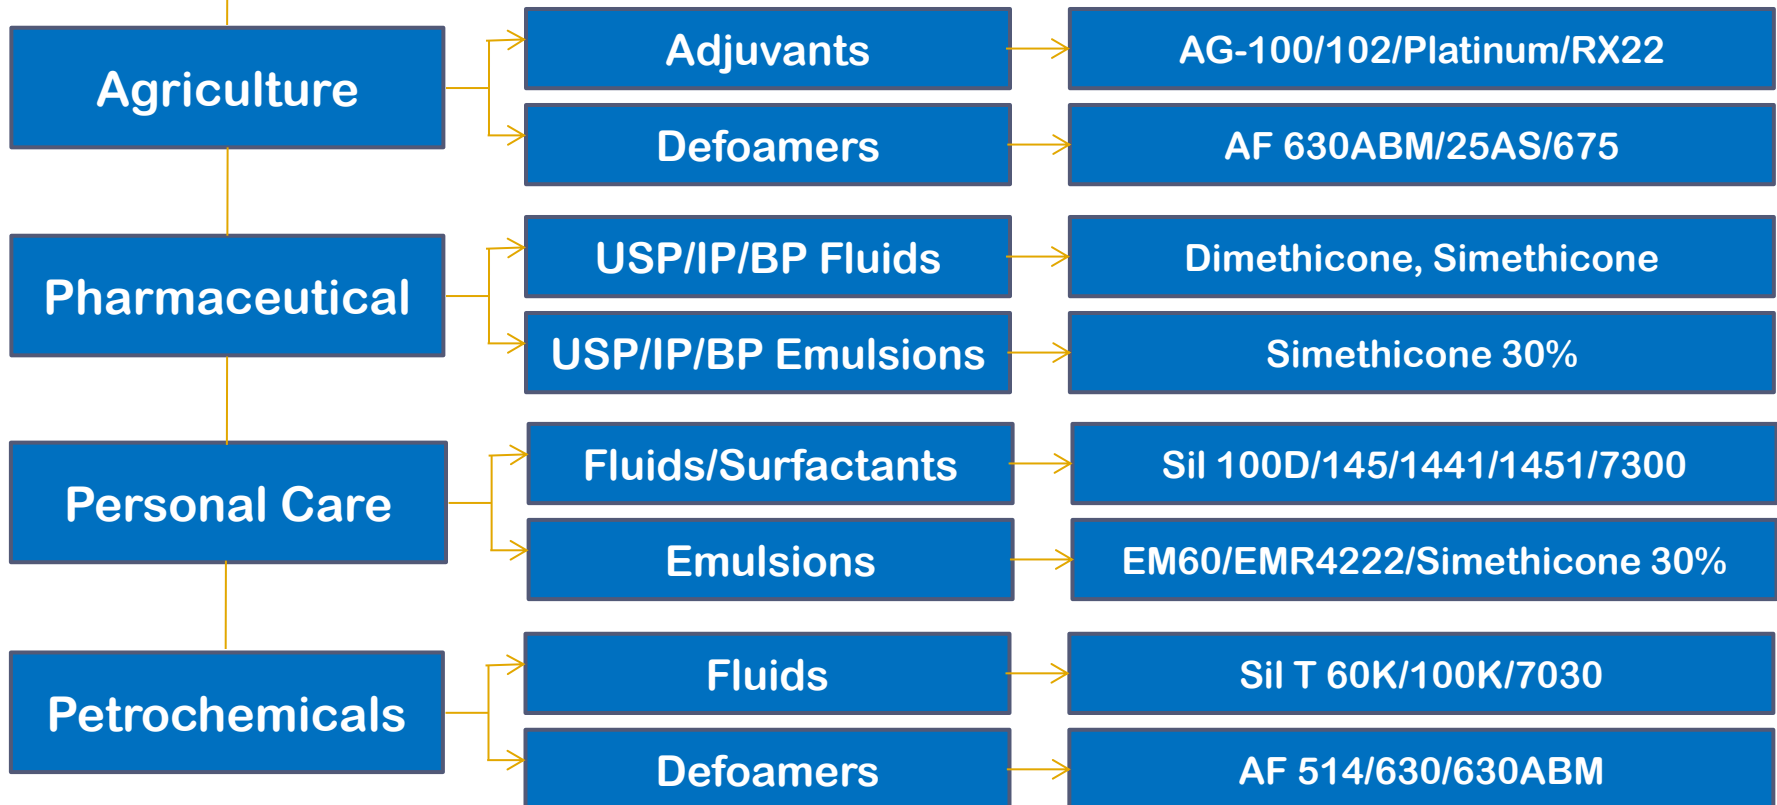 Agriculture
Adjuvants
AG-100/102/Platinum/RX22
Defoamers
AF 630ABM/25AS/675
Pharmaceutical
USP/IP/BP Fluids
Dimethicone, Simethicone
USP/IP/BP Emulsions
Simethicone 30%
Personal Care
Fluids/Surfactants
Sil 100D/145/1441/1451/7300
Emulsions
EM60/EMR4222/Simethicone 30%
Petrochemicals
Fluids
Sil T 60K/100K/7030
Defoamers
AF 514/630/630ABM